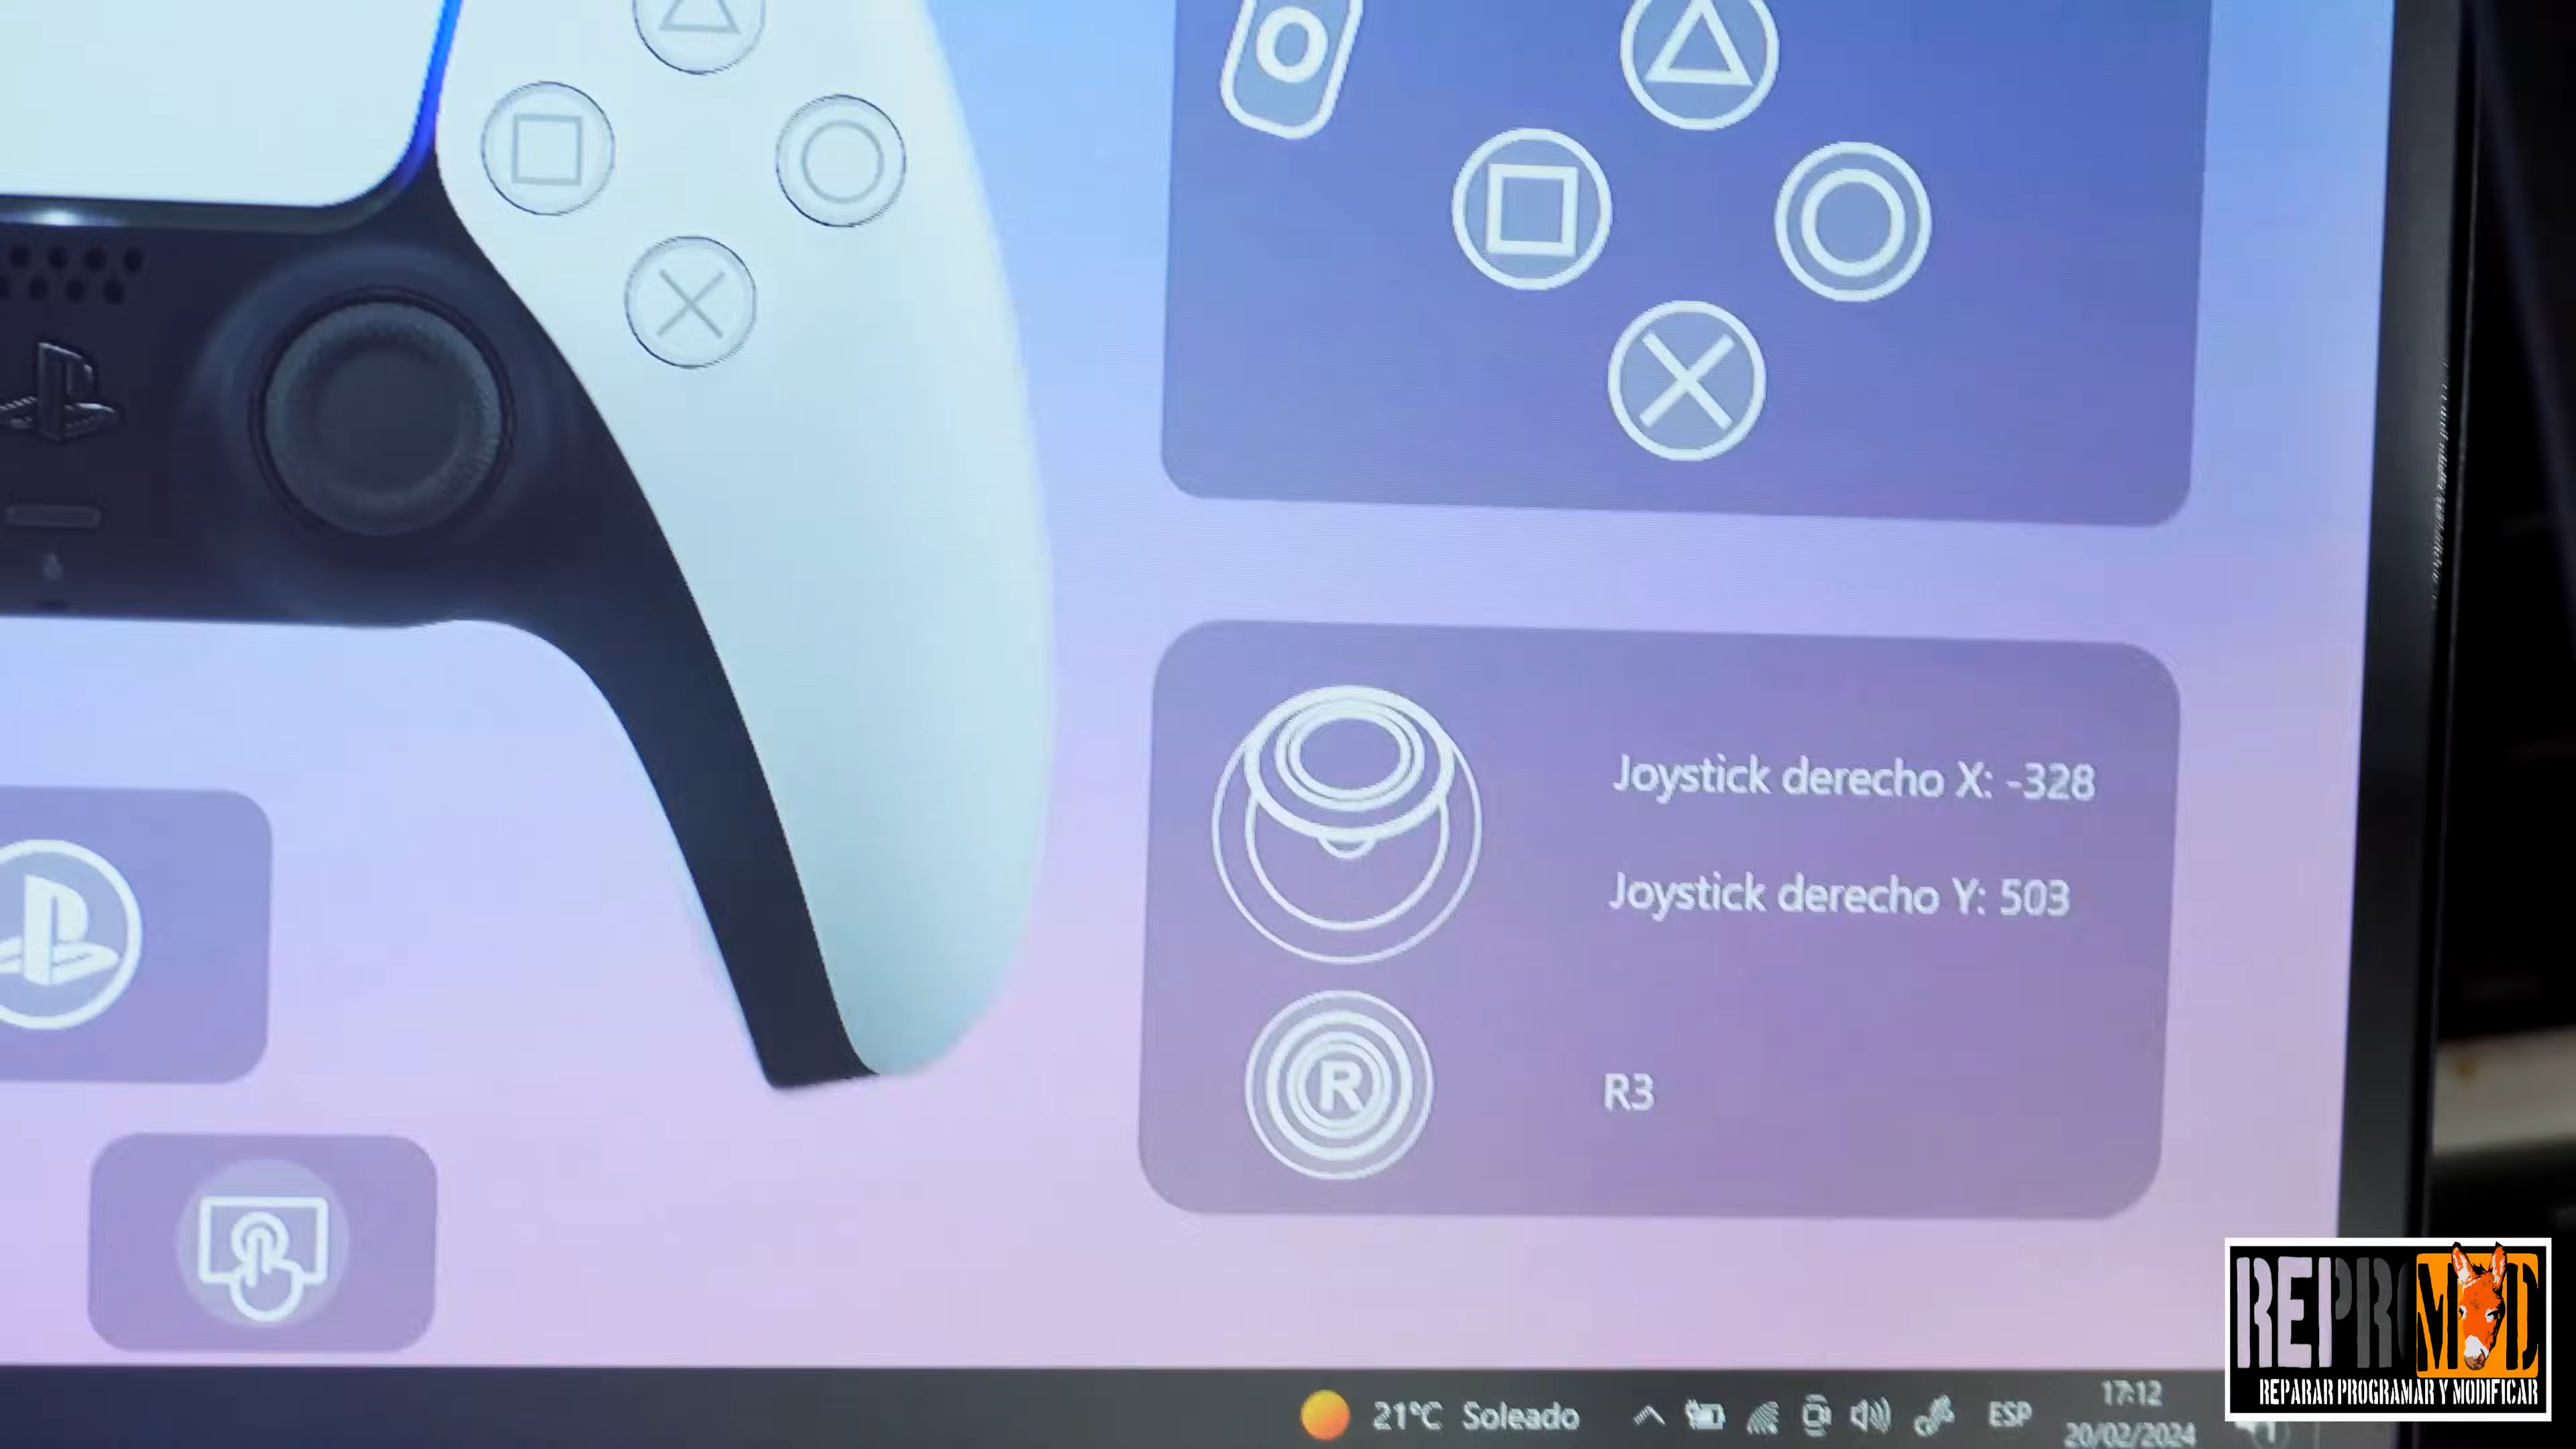 Joystick derecho X: -328
Joystick derecho Y: 503
R
R3
REPROMOD
REPARAR PROGRAMAR Y MODIFICAR
21°C Soleado
ESP
17:12
20/02/2024